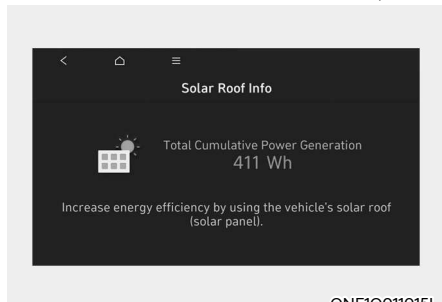 Solar Roof Info
Total Cumulative Power Generation
411 Wh
Increase energy efficiency by using the vehicle's solar roof
(solar panel).